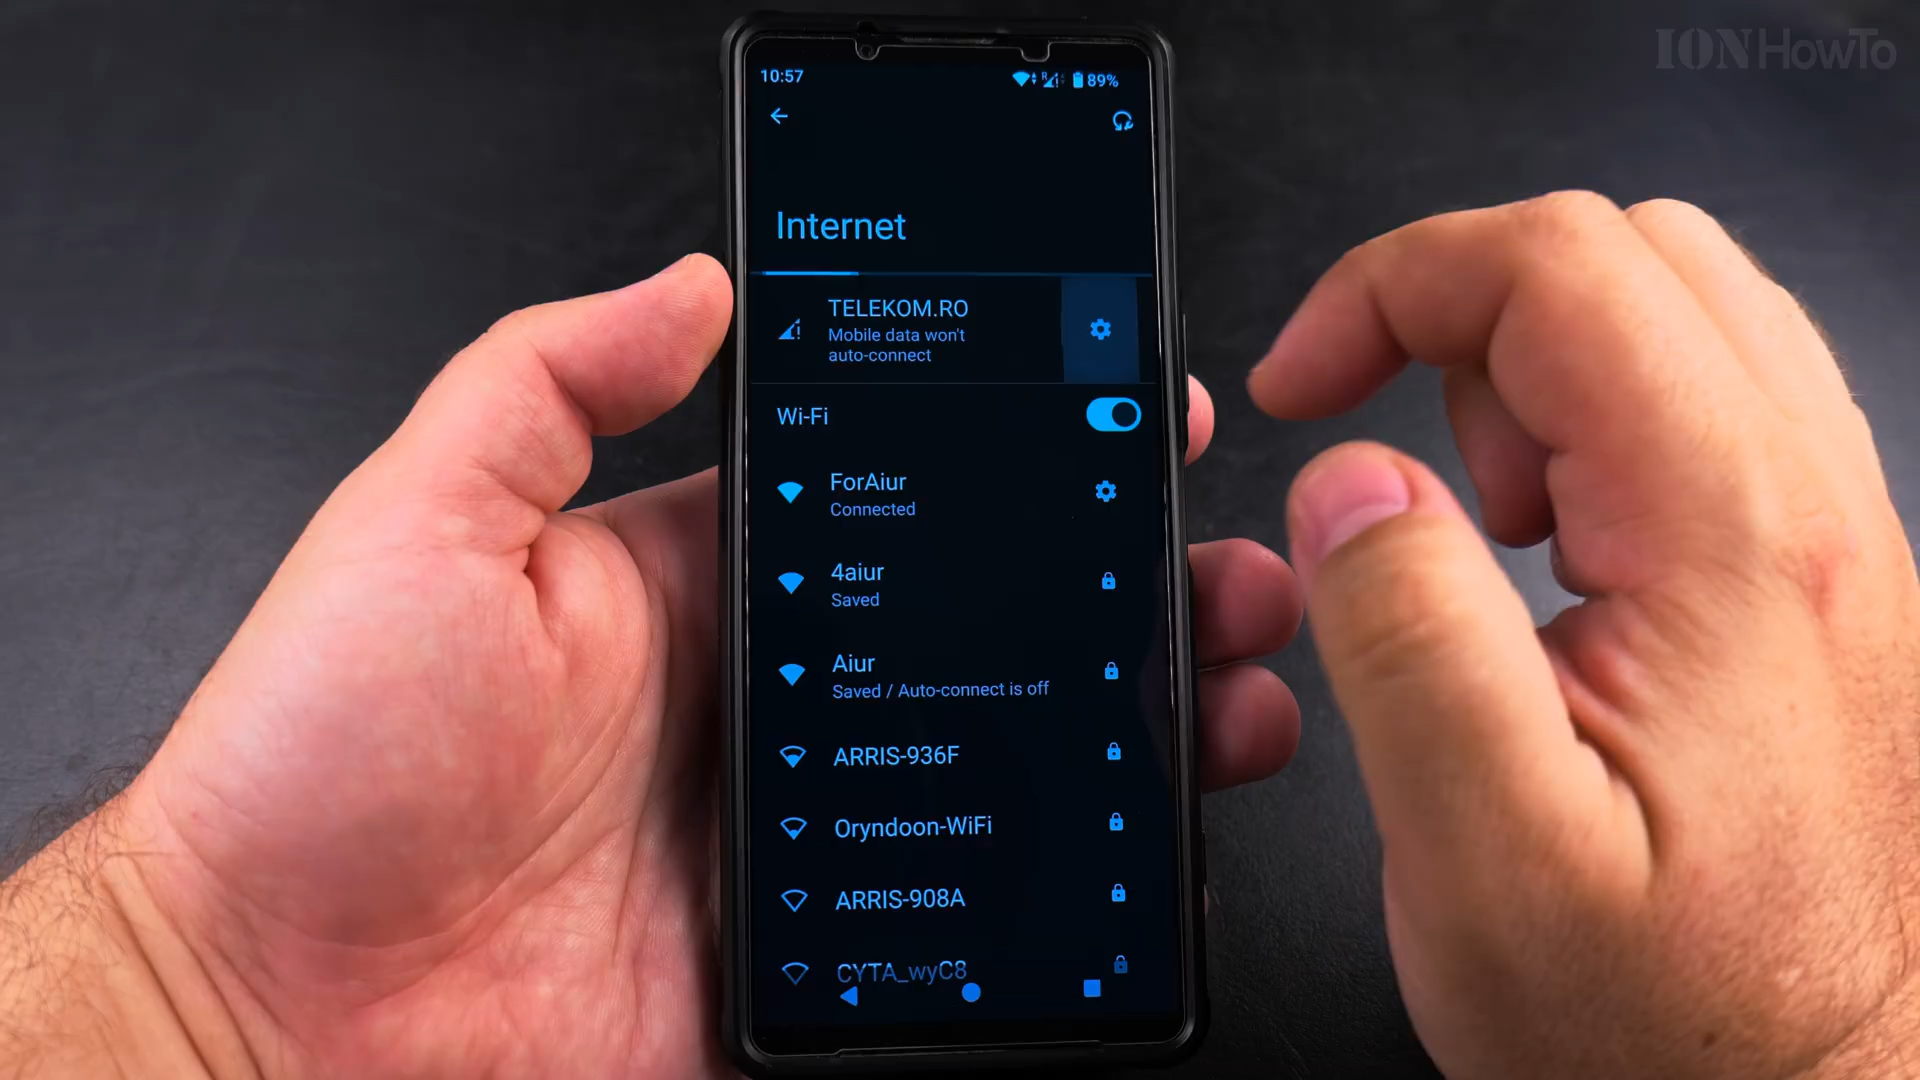 IONHowTo
10:57
R
89%
Internet
TELEKOM.RO
Mobile data won't
auto-connect
Wi-Fi
ForAiur
Connected
4aiur
Saved
Aiur
Saved / Auto-connect is off
ARRIS-936F
Oryndoon-WiFi
ARRIS-908A
CYTA_wyC8